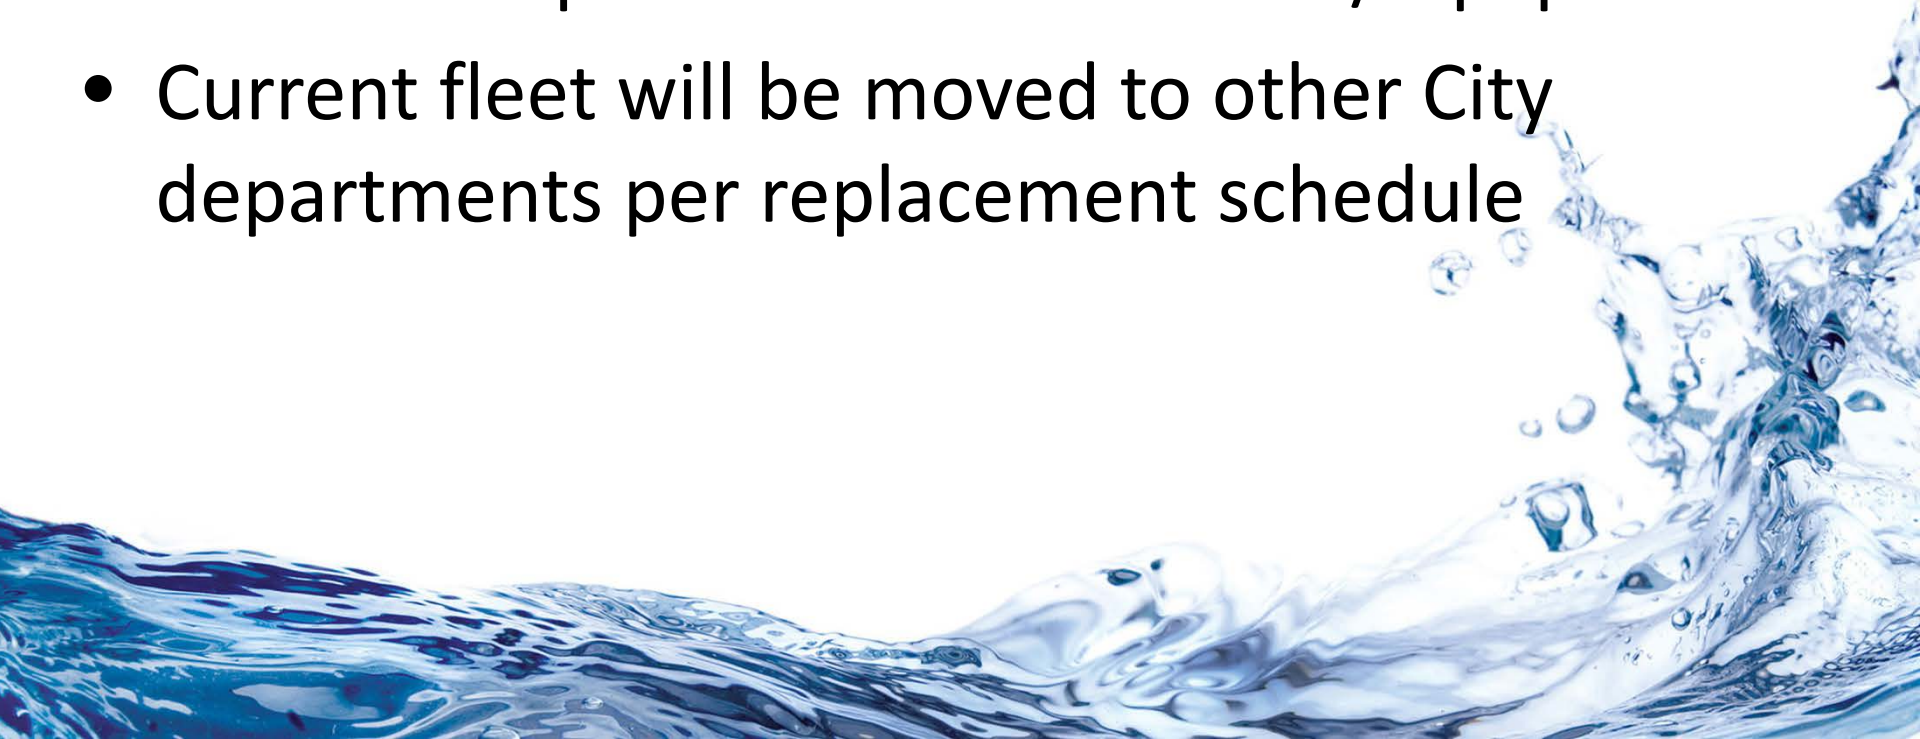 • Current fleet will be moved to other City
departments per replacement schedule